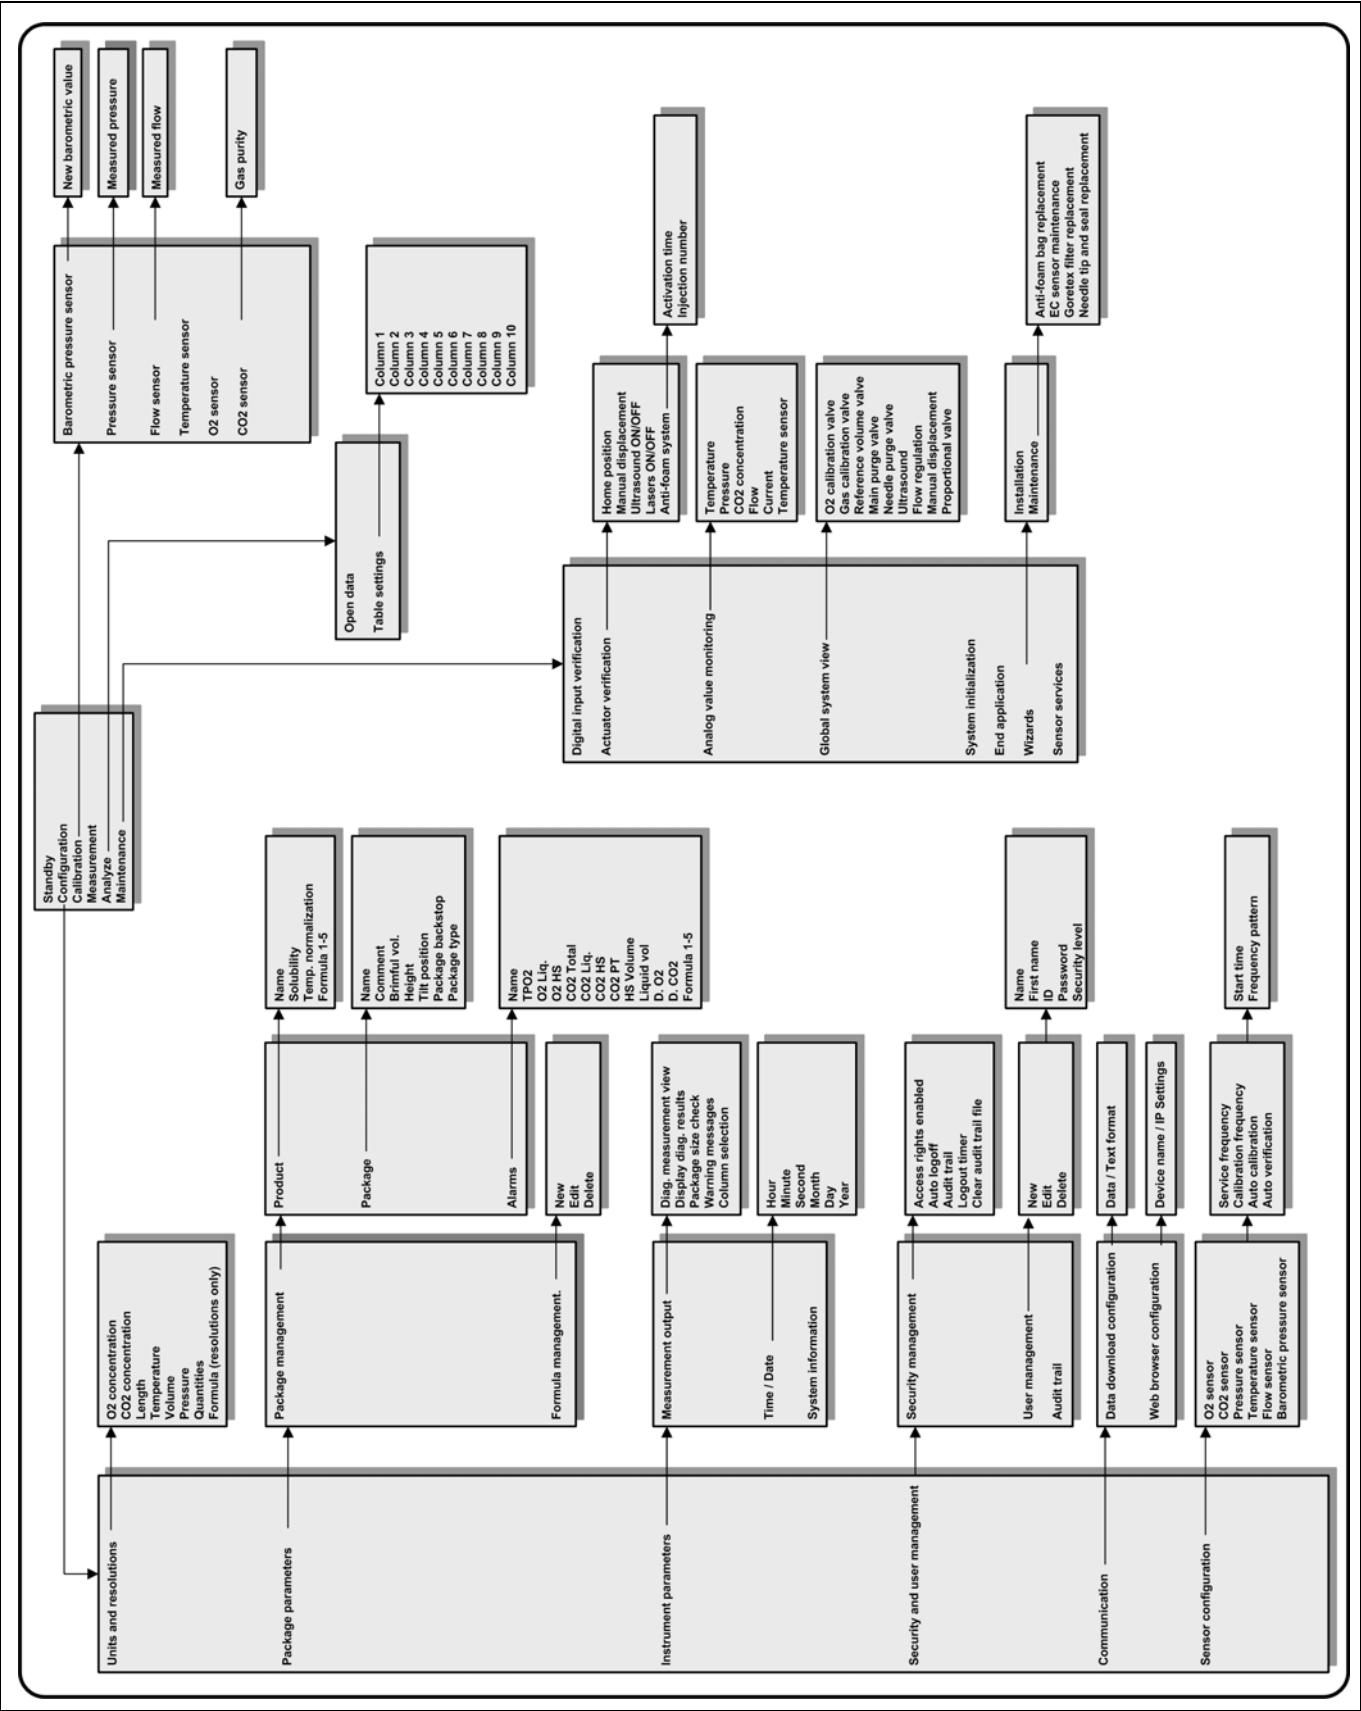 Standby
Configuration
Calibration
Measurement
Analyze
Maintenance
Units and resolutions
Package parameters
Instrument parameters
Security and user management
Communication
Sensor configuration
O2 concentration
CO2 concentration
Length
Temperature
Volume
Pressure
Quantities
Formula (resolutions only)
Package management
Formula management.
Product
Package
Alarms
Name
Solubility
Temp. normalization
Formula 1-5
Name
Comment
Brimful vol.
Height
Tilt position
Package backstop
Package type
Name
TPO2
O2 Liq.
O2 HS
CO2 Total
CO2 Liq.
CO2 HS
CO2 PT
HS Volume
Liquid vol
D. O2
D. CO2
Formula 1-5
New
Edit
Delete
Measurement output
Time / Date
System information
Diag. measurement view
Display diag. results
Package size check
Warning messages
Column selection
Hour
Minute
Second
Month
Day
Year
Security management
User management
Audit trail
Access rights enabled
Auto logoff
Audit trail
Logout timer
Clear audit trail file
New
Edit
Delete
Name
First name
ID
Password
Security level
Data download configuration
Web browser configuration
Data / Text format
Device name / IP Settings
O2 sensor
CO2 sensor
Pressure sensor
Temperature sensor
Flow sensor
Barometric pressure sensor
Service frequency
Calibration frequency
Auto calibration
Auto verification
Start time
Frequency pattern
Barometric pressure sensor
Pressure sensor
Flow sensor
Temperature sensor
O2 sensor
CO2 sensor
New barometric value
Measured pressure
Measured flow
Gas purity
Open data
Table settings
Column 1
Column 2
Column 3
Column 4
Column 5
Column 6
Column 7
Column 8
Column 9
Column 10
Digital input verification
Actuator verification
Analog value monitoring
Global system view
System initialization
End application
Wizards
Sensor services
Home position
Manual displacement
Ultrasound ON/OFF
Lasers ON/OFF
Anti-foam system
Activation time
Injection number
Temperature
Pressure
CO2 concentration
Flow
Current
Temperature sensor
O2 calibration valve
Gas calibration valve
Reference volume valve
Main purge valve
Needle purge valve
Ultrasound
Flow regulation
Manual displacement
Proportional valve
Installation
Maintenance
Anti-foam bag replacement
EC sensor maintenance
Goretex filter replacement
Needle tip and seal replacement